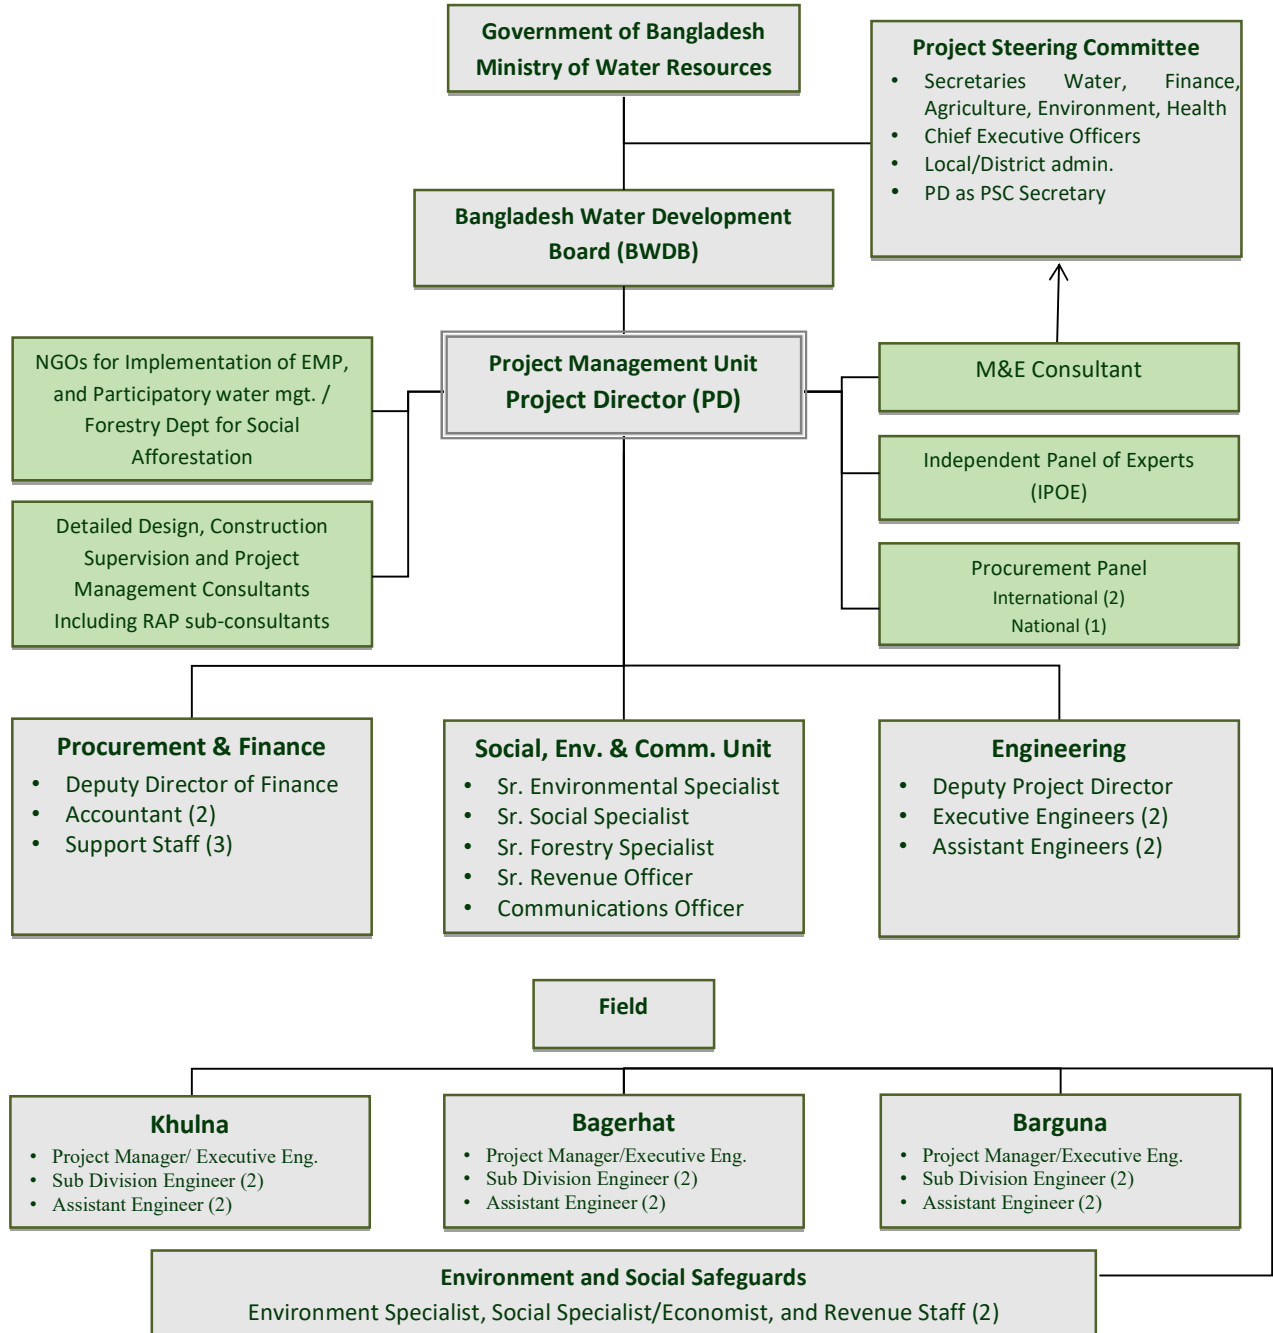 Government of Bangladesh
Ministry of Water Resources
Project Steering Committee
• Secretaries Water, Finance,
Agriculture, Environment, Health
• Chief Executive Officers
• Local/District admin.
• PD as PSC Secretary
Bangladesh Water Development
Board (BWDB)
NGOs for Implementation of EMP,
and Participatory water mgt. /
Forestry Dept for Social
Afforestation
Project Management Unit
Project Director (PD)
M&E Consultant
Independent Panel of Experts
(IPOE)
Detailed Design, Construction
Supervision and Project
Management Consultants
Including RAP sub-consultants
Procurement Panel
International (2)
National (1)
Procurement & Finance
• Deputy Director of Finance
• Accountant (2)
• Support Staff (3)
Social, Env. & Comm. Unit
• Sr. Environmental Specialist
• Sr. Social Specialist
• Sr. Forestry Specialist
• Sr. Revenue Officer
• Communications Officer
Engineering
• Deputy Project Director
• Executive Engineers (2)
• Assistant Engineers (2)
Field
Khulna
• Project Manager/ Executive Eng.
• Sub Division Engineer (2)
• Assistant Engineer (2)
Bagerhat
• Project Manager/Executive Eng.
• Sub Division Engineer (2)
• Assistant Engineer (2)
Barguna
• Project Manager/Executive Eng.
• Sub Division Engineer (2)
• Assistant Engineer (2)
Environment and Social Safeguards
Environment Specialist, Social Specialist/Economist, and Revenue Staff (2)